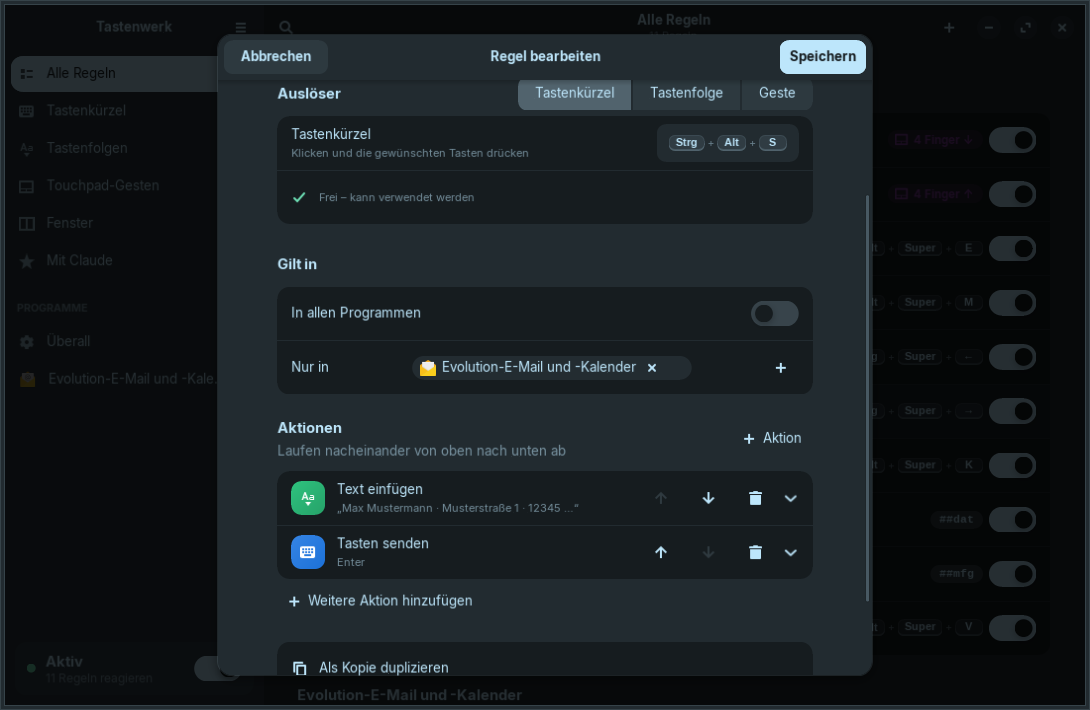 Tastenwerk
Alle Regeln
Abbrechen
Regel bearbeiten
Speichern
Alle Regeln
Tastenkürzel
Tastenfolgen
Touchpad-Gesten
Fenster
Mit Claude
PROGRAMME
Überall
Evolution-E-Mail und -Kale…
Aktiv
11 Regeln reagieren
Auslöser
Tastenkürzel
Tastenfolge
Geste
Tastenkürzel
Klicken und die gewünschten Tasten drücken
Strg + Alt + S
Frei – kann verwendet werden
Gilt in
In allen Programmen
Nur in
Evolution-E-Mail und -Kalender
Aktionen
Laufen nacheinander von oben nach unten ab
+ Aktion
Text einfügen
„Max Mustermann · Musterstraße 1 · 12345 …“
Tasten senden
Enter
+ Weitere Aktion hinzufügen
Als Kopie duplizieren
4 Finger ↓
4 Finger ↑
+ Super + E
+ Super + M
+ Super + ←
+ Super + →
+ Super + K
##dat
##mfg
+ Super + V
Evolution-E-Mail und -Kalender